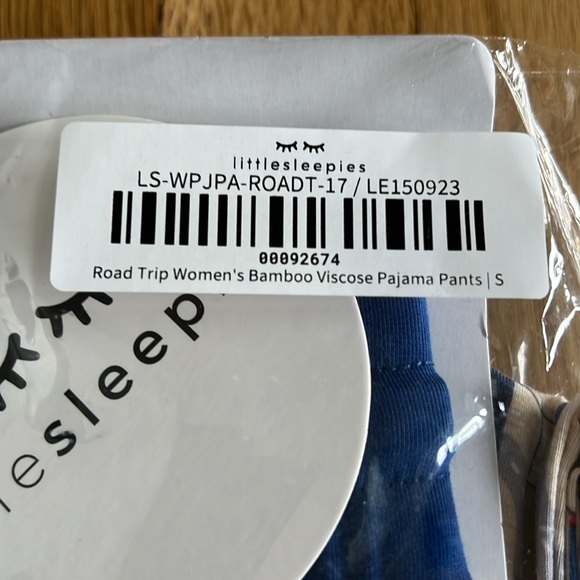 littlesleepies
LS-WPJPA-ROADT-17 / LE150923
00092674
Road Trip Women's Bamboo Viscose Pajama Pants | S
lesleep